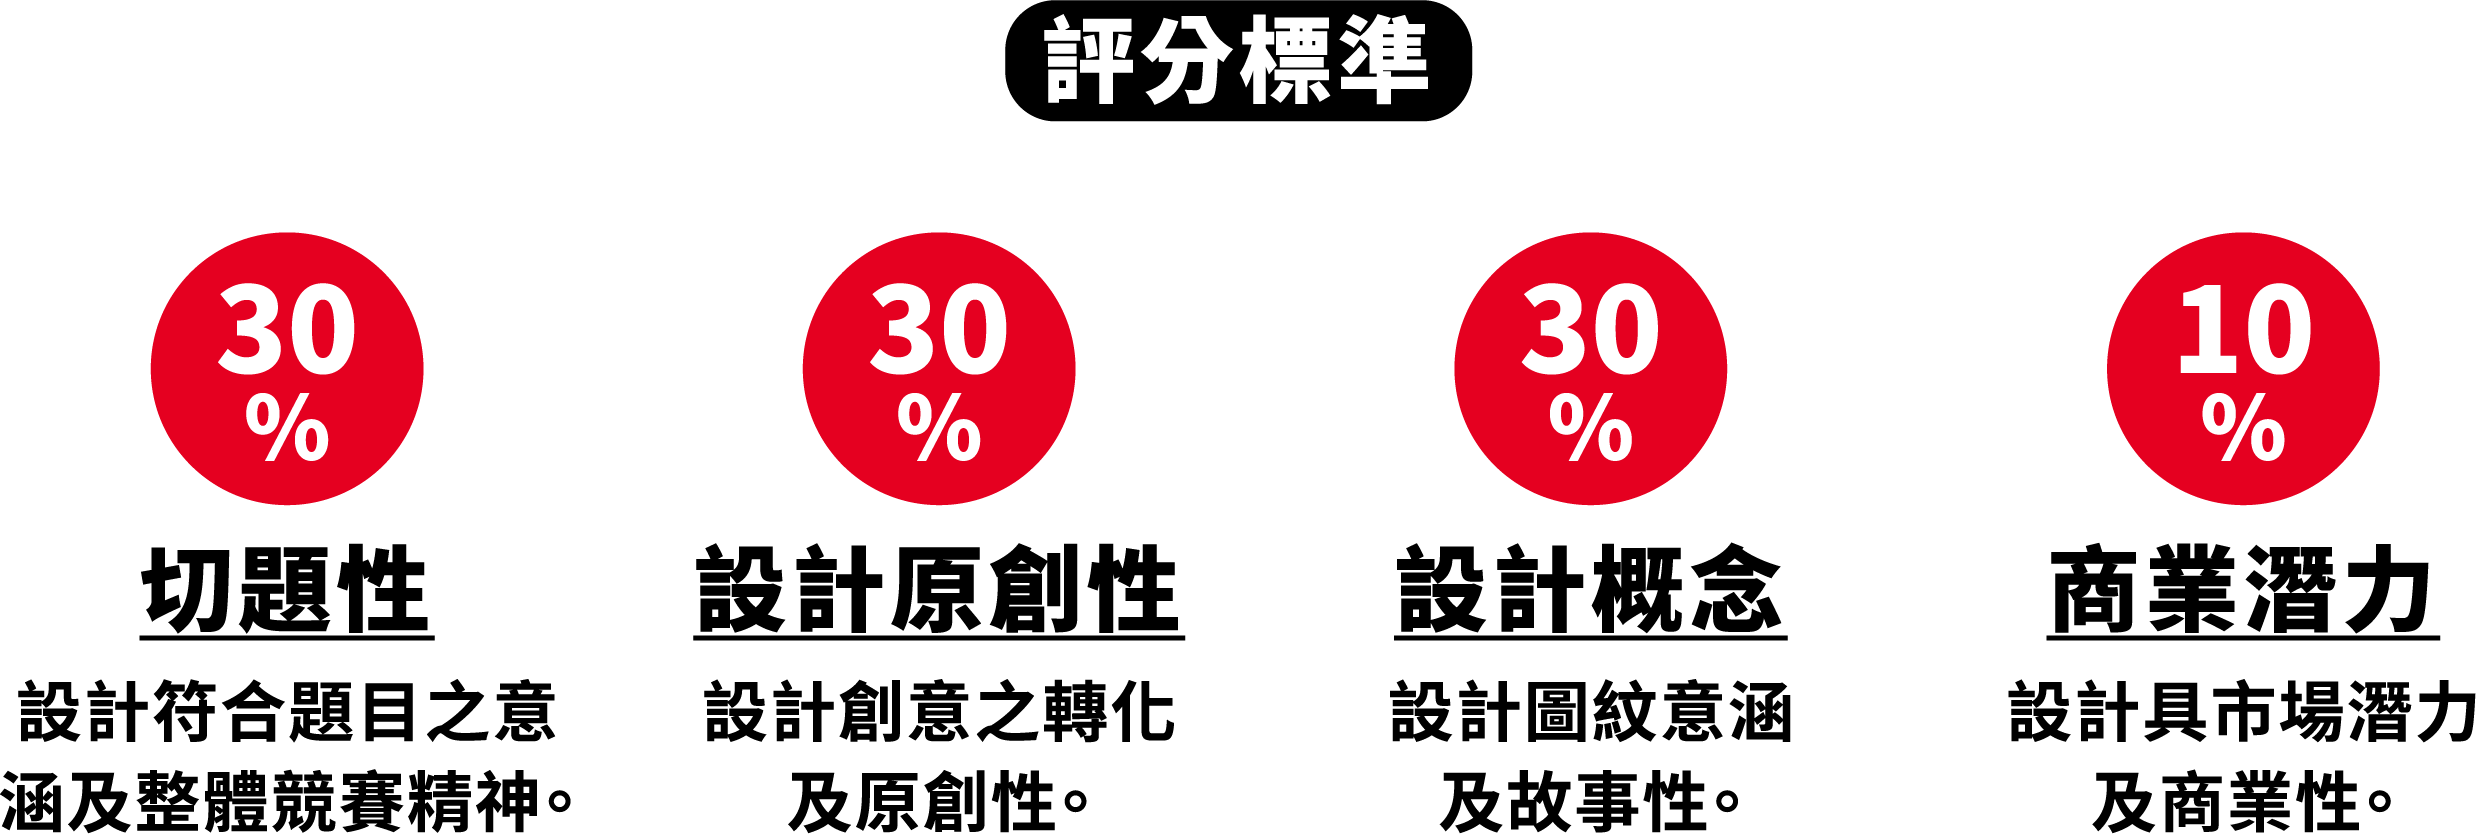 評分標準
30
%
切題性
設計符合題目之意
涵及整體競賽精神。
30
%
設計原創性
設計創意之轉化
及原創性。
30
%
設計概念
設計圖紋意涵
及故事性。
10
%
商業潛力
設計具市場潛力
及商業性。